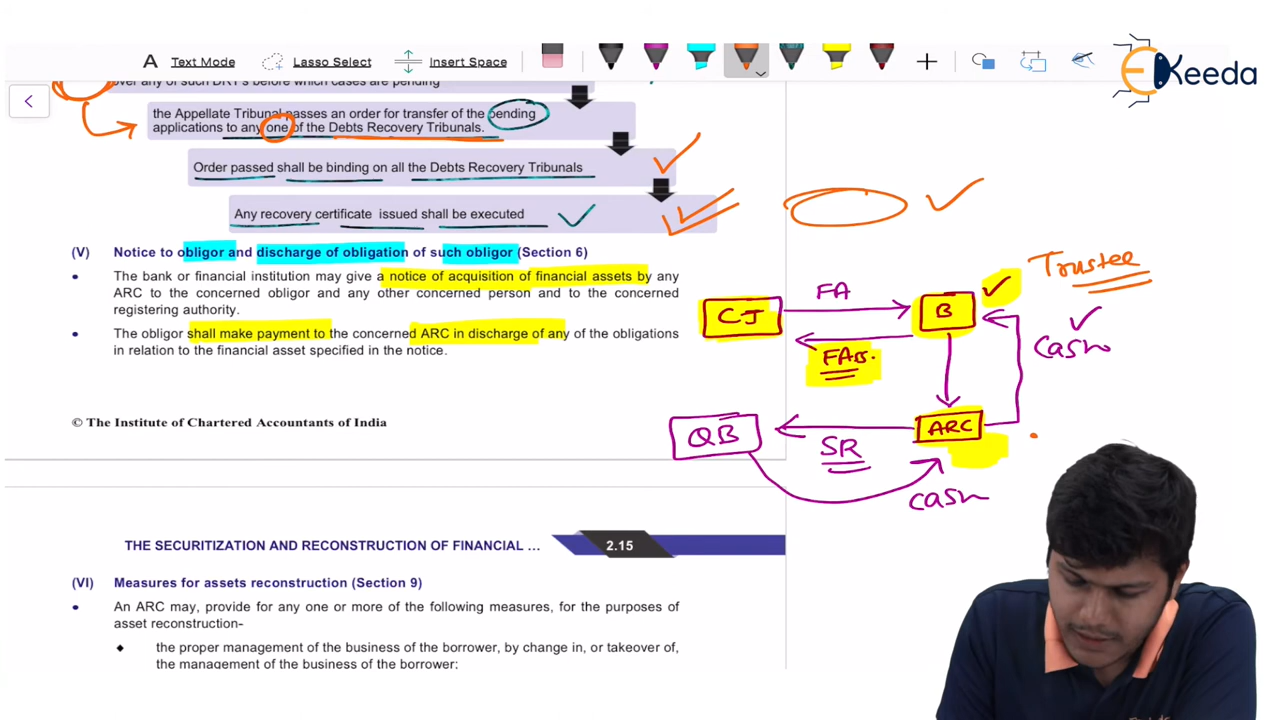 A Text Mode Lasso Select Insert Space
Keeda
over any of such DRT's before which cases are pending
the Appellate Tribunal passes an order for transfer of the pending
applications to any one of the Debts Recovery Tribunals.
Order passed shall be binding on all the Debts Recovery Tribunals
Any recovery certificate issued shall be executed
(V) Notice to obligor and discharge of obligation of such obligor (Section 6)
• The bank or financial institution may give a notice of acquisition of financial assets by any
ARC to the concerned obligor and any other concerned person and to the concerned
registering authority.
• The obligor shall make payment to the concerned ARC in discharge of any of the obligations
in relation to the financial asset specified in the notice.
© The Institute of Chartered Accountants of India
Trustee
FA
CJ
B
Cash
FAB.
QB
ARC
SR
Cash
THE SECURITIZATION AND RECONSTRUCTION OF FINANCIAL ... 2.15
(VI) Measures for assets reconstruction (Section 9)
• An ARC may, provide for any one or more of the following measures, for the purposes of
asset reconstruction-
◆ the proper management of the business of the borrower, by change in, or takeover of,
the management of the business of the borrower;